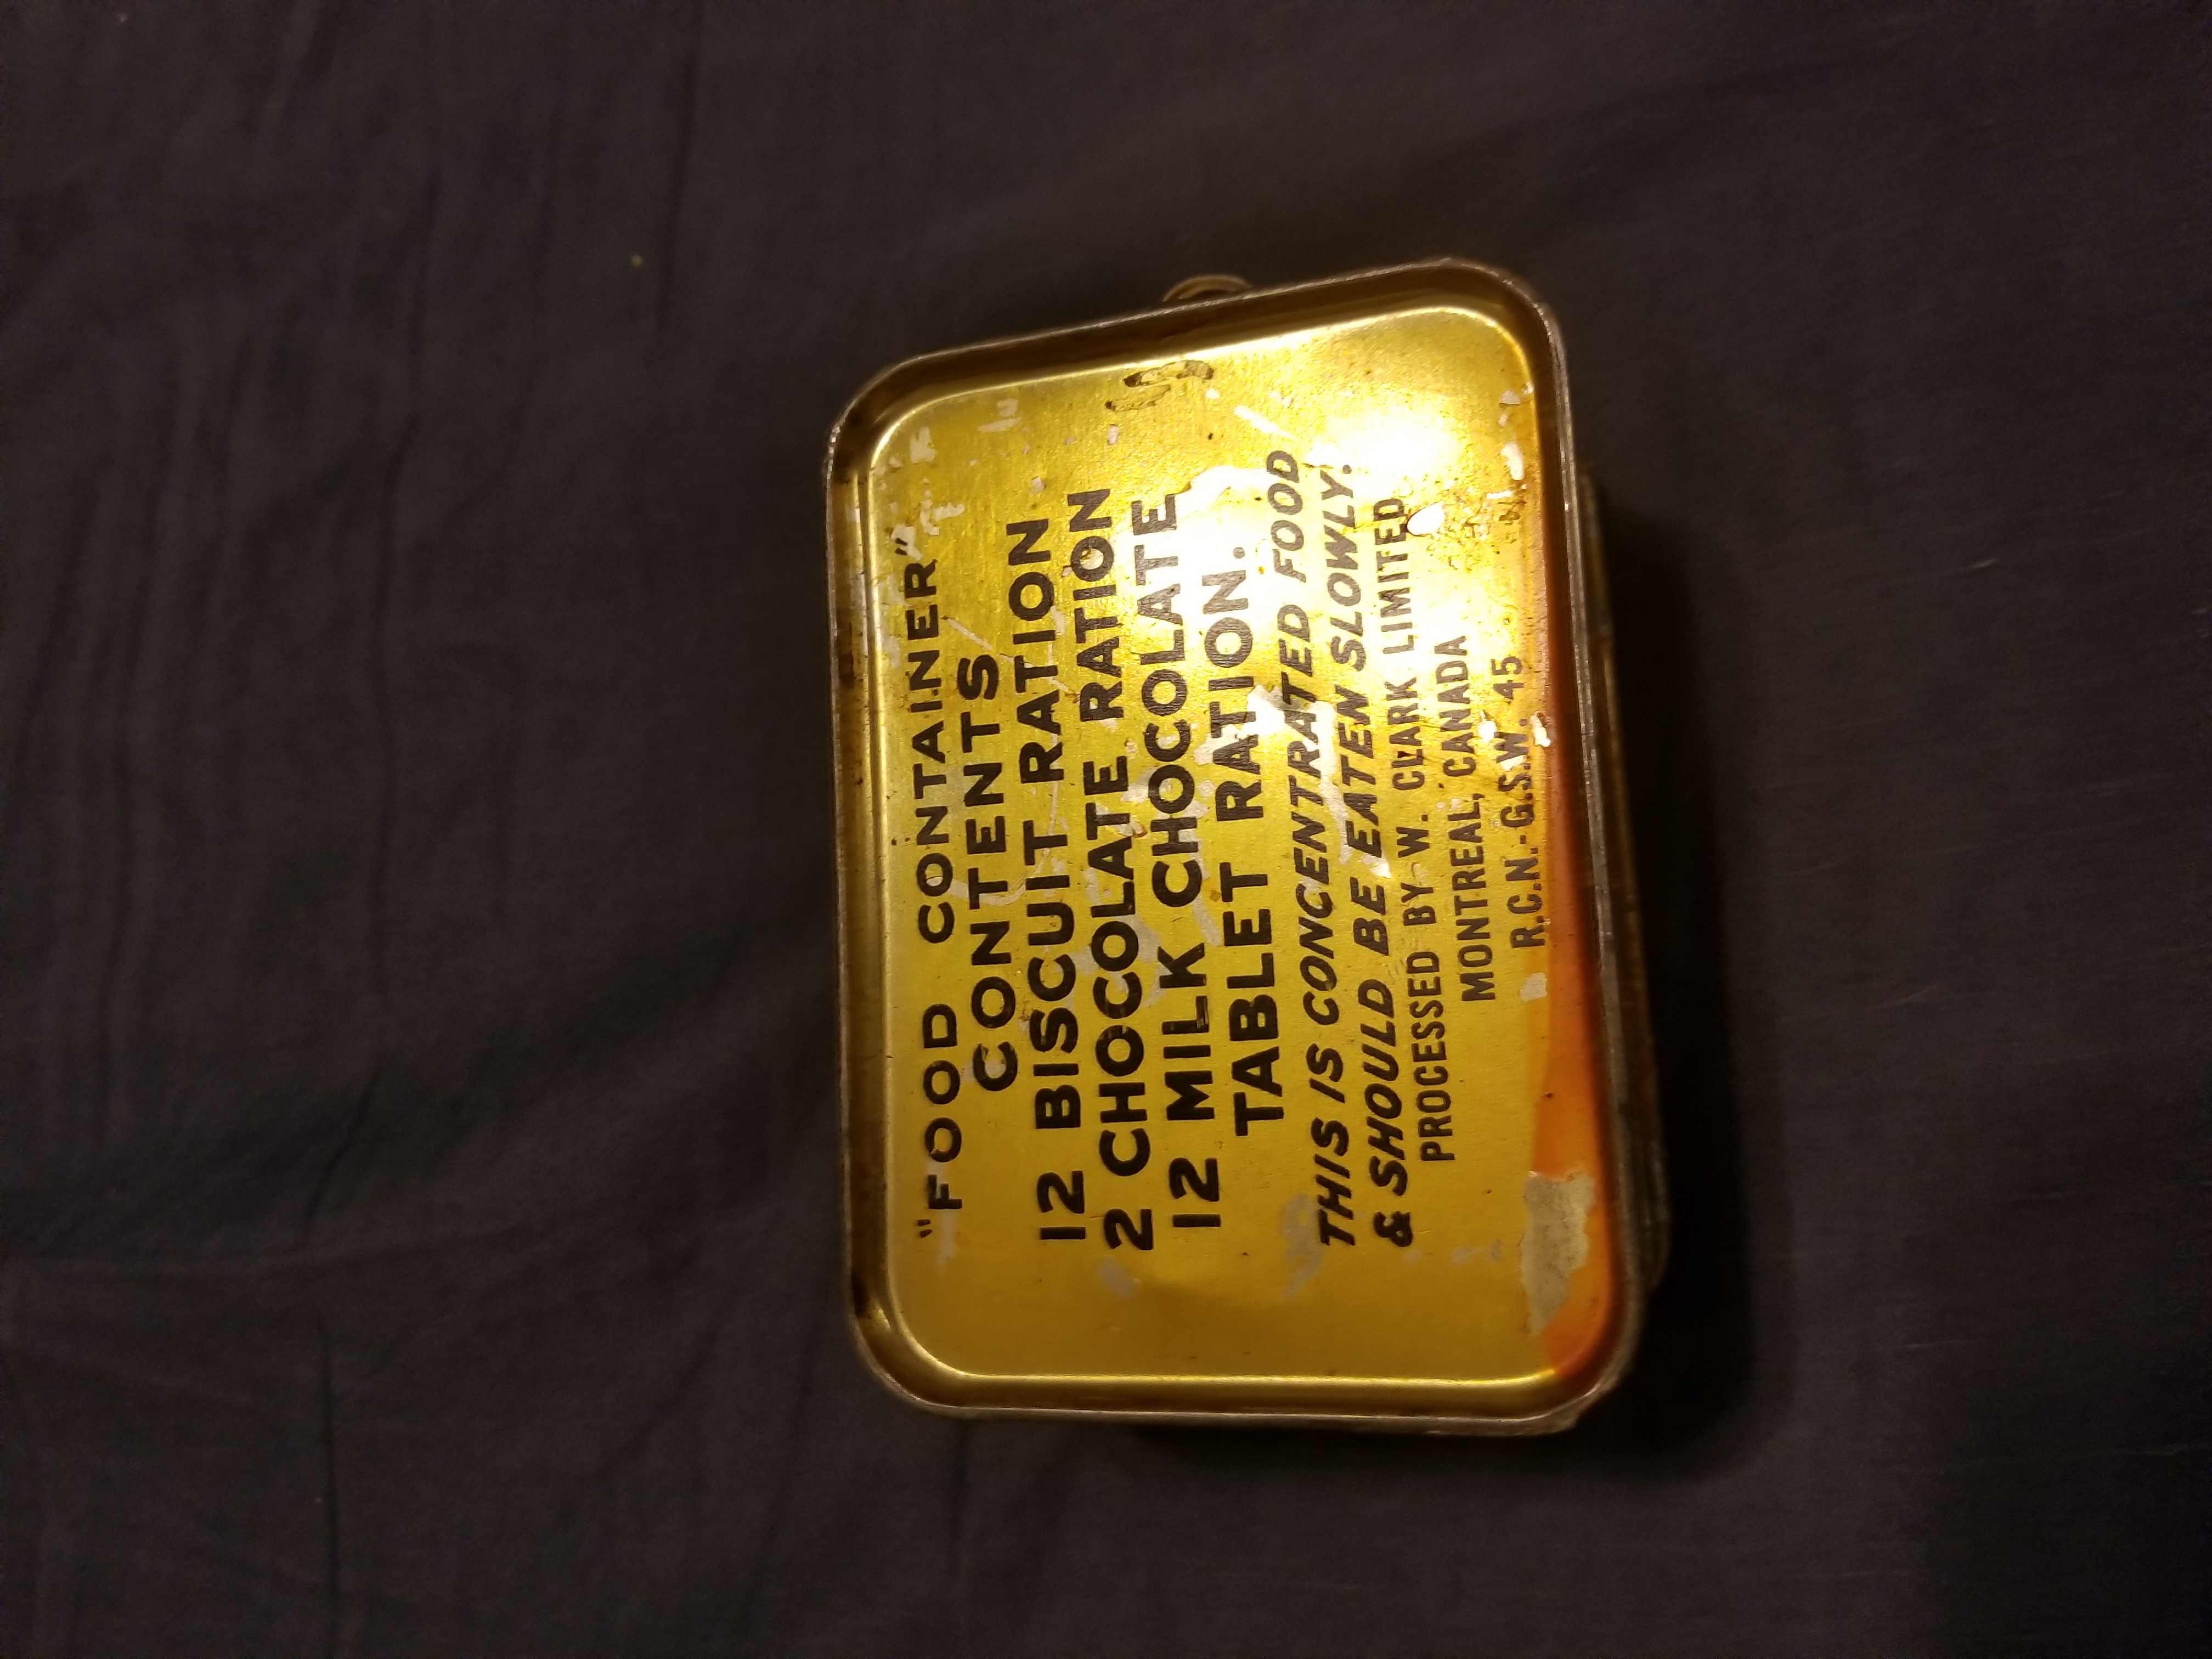 "FOOD CONTAINER"
CONTENTS
12 BISCUIT RATION
2 CHOCOLATE RATION
12 MILK CHOCOLATE
TABLET RATION.
THIS IS CONCENTRATED FOOD
& SHOULD BE EATEN SLOWLY.
PROCESSED BY W. CLARK LIMITED
MONTREAL, CANADA
R.C.N.-G.S.W. 45